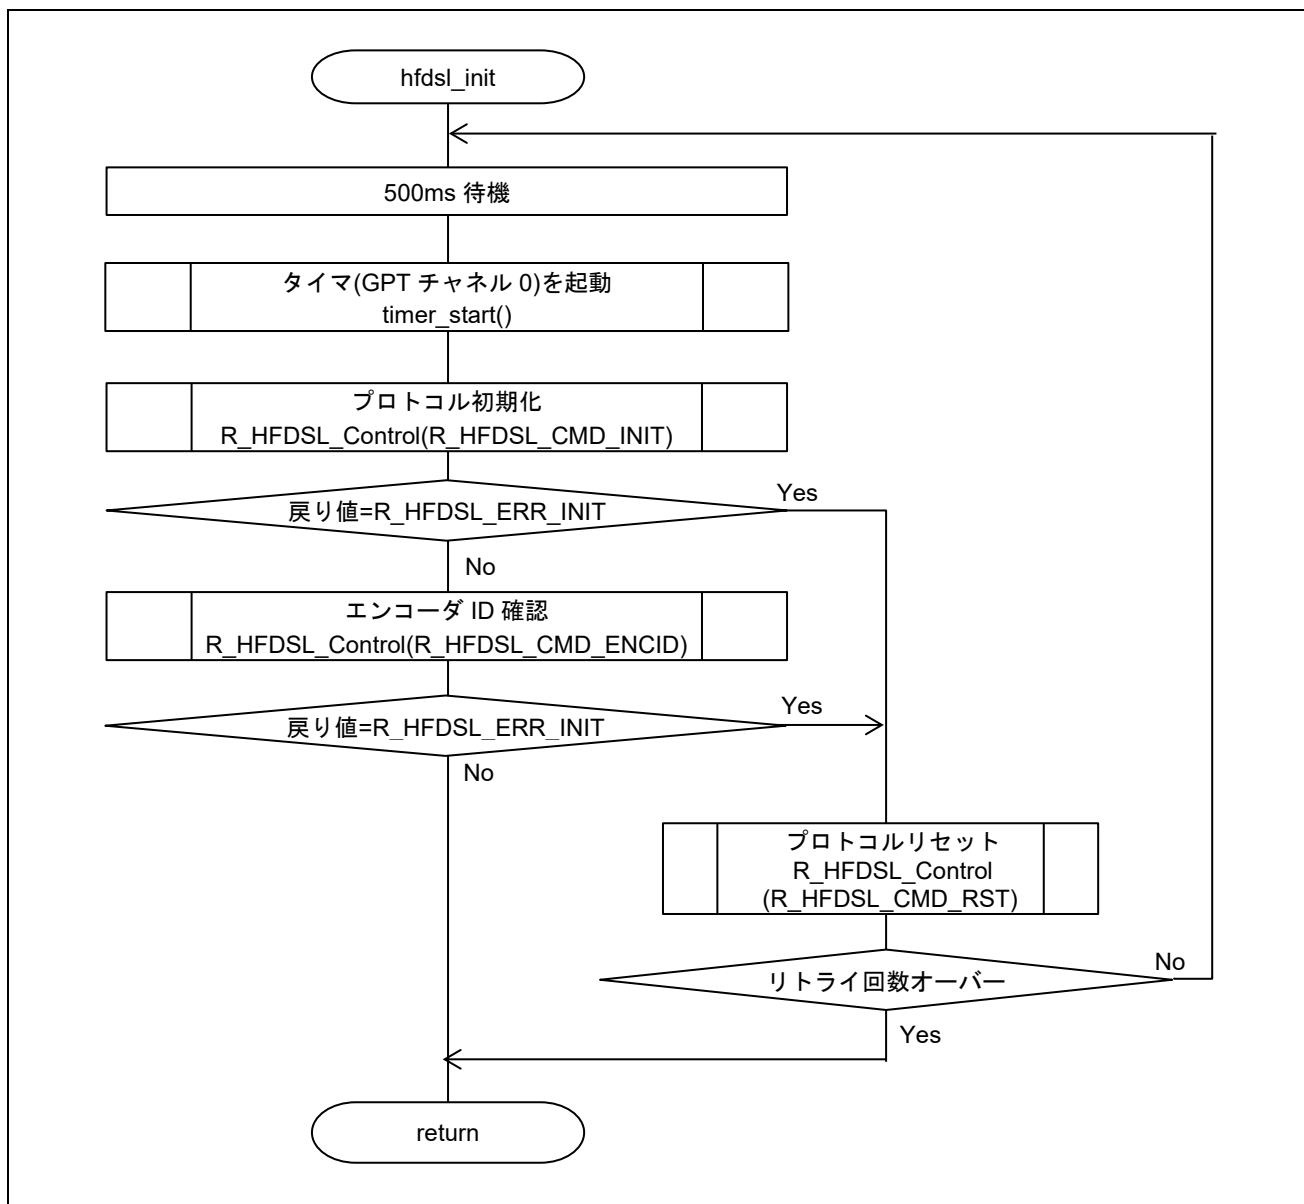 hfdsl_init
500ms 待機
タイマ(GPT チャネル 0)を起動
timer_start()
プロトコル初期化
R_HFDSL_Control(R_HFDSL_CMD_INIT)
戻り値=R_HFDSL_ERR_INIT
Yes
No
エンコーダ ID 確認
R_HFDSL_Control(R_HFDSL_CMD_ENCID)
戻り値=R_HFDSL_ERR_INIT
Yes
No
プロトコルリセット
R_HFDSL_Control
(R_HFDSL_CMD_RST)
リトライ回数オーバー
No
Yes
return